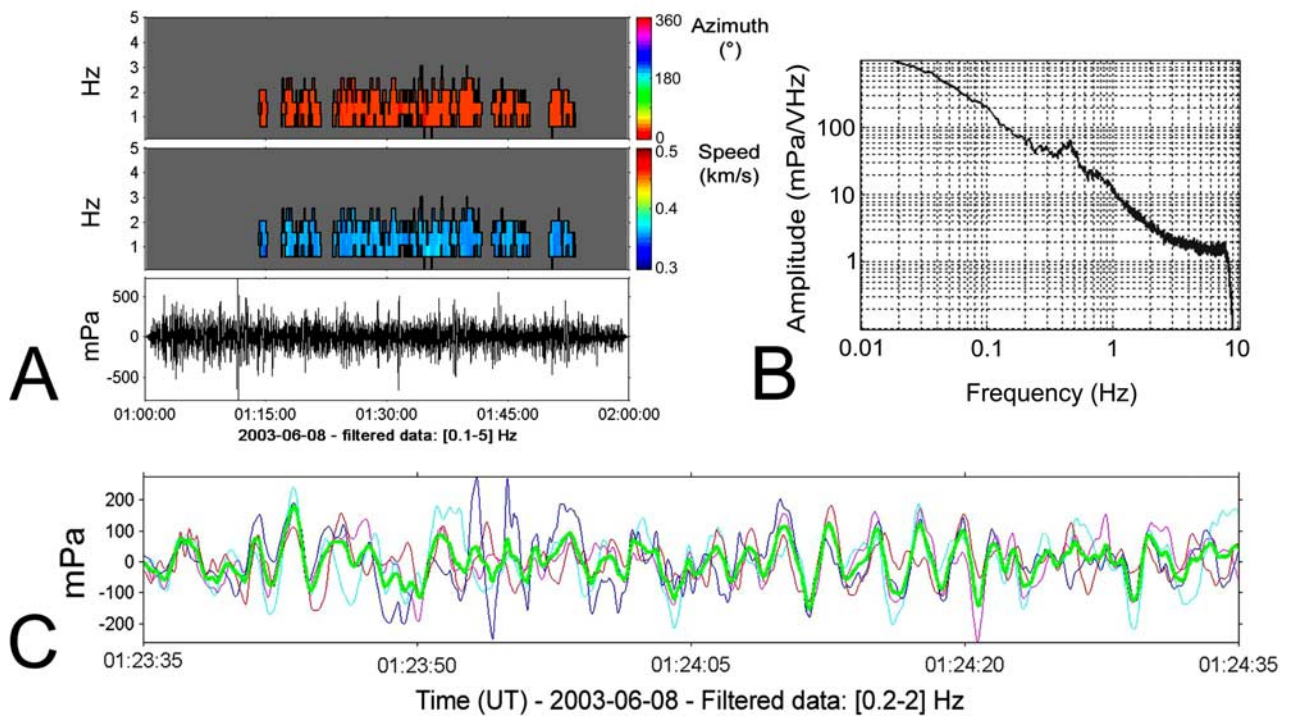 5
4
3
2
1
Hz
360
180
0
Azimuth
(°)
5
4
3
2
1
Hz
0.5
0.4
0.3
Speed
(km/s)
500
0
-500
mPa
01:00:00 01:15:00 01:30:00 01:45:00 02:00:00
2003-06-08 - filtered data: [0.1-5] Hz
A
Amplitude (mPa/√Hz)
100
10
1
0.01 0.1 1 10
Frequency (Hz)
B
200
100
0
-100
-200
mPa
C
01:23:35 01:23:50 01:24:05 01:24:20 01:24:35
Time (UT) - 2003-06-08 - Filtered data: [0.2-2] Hz